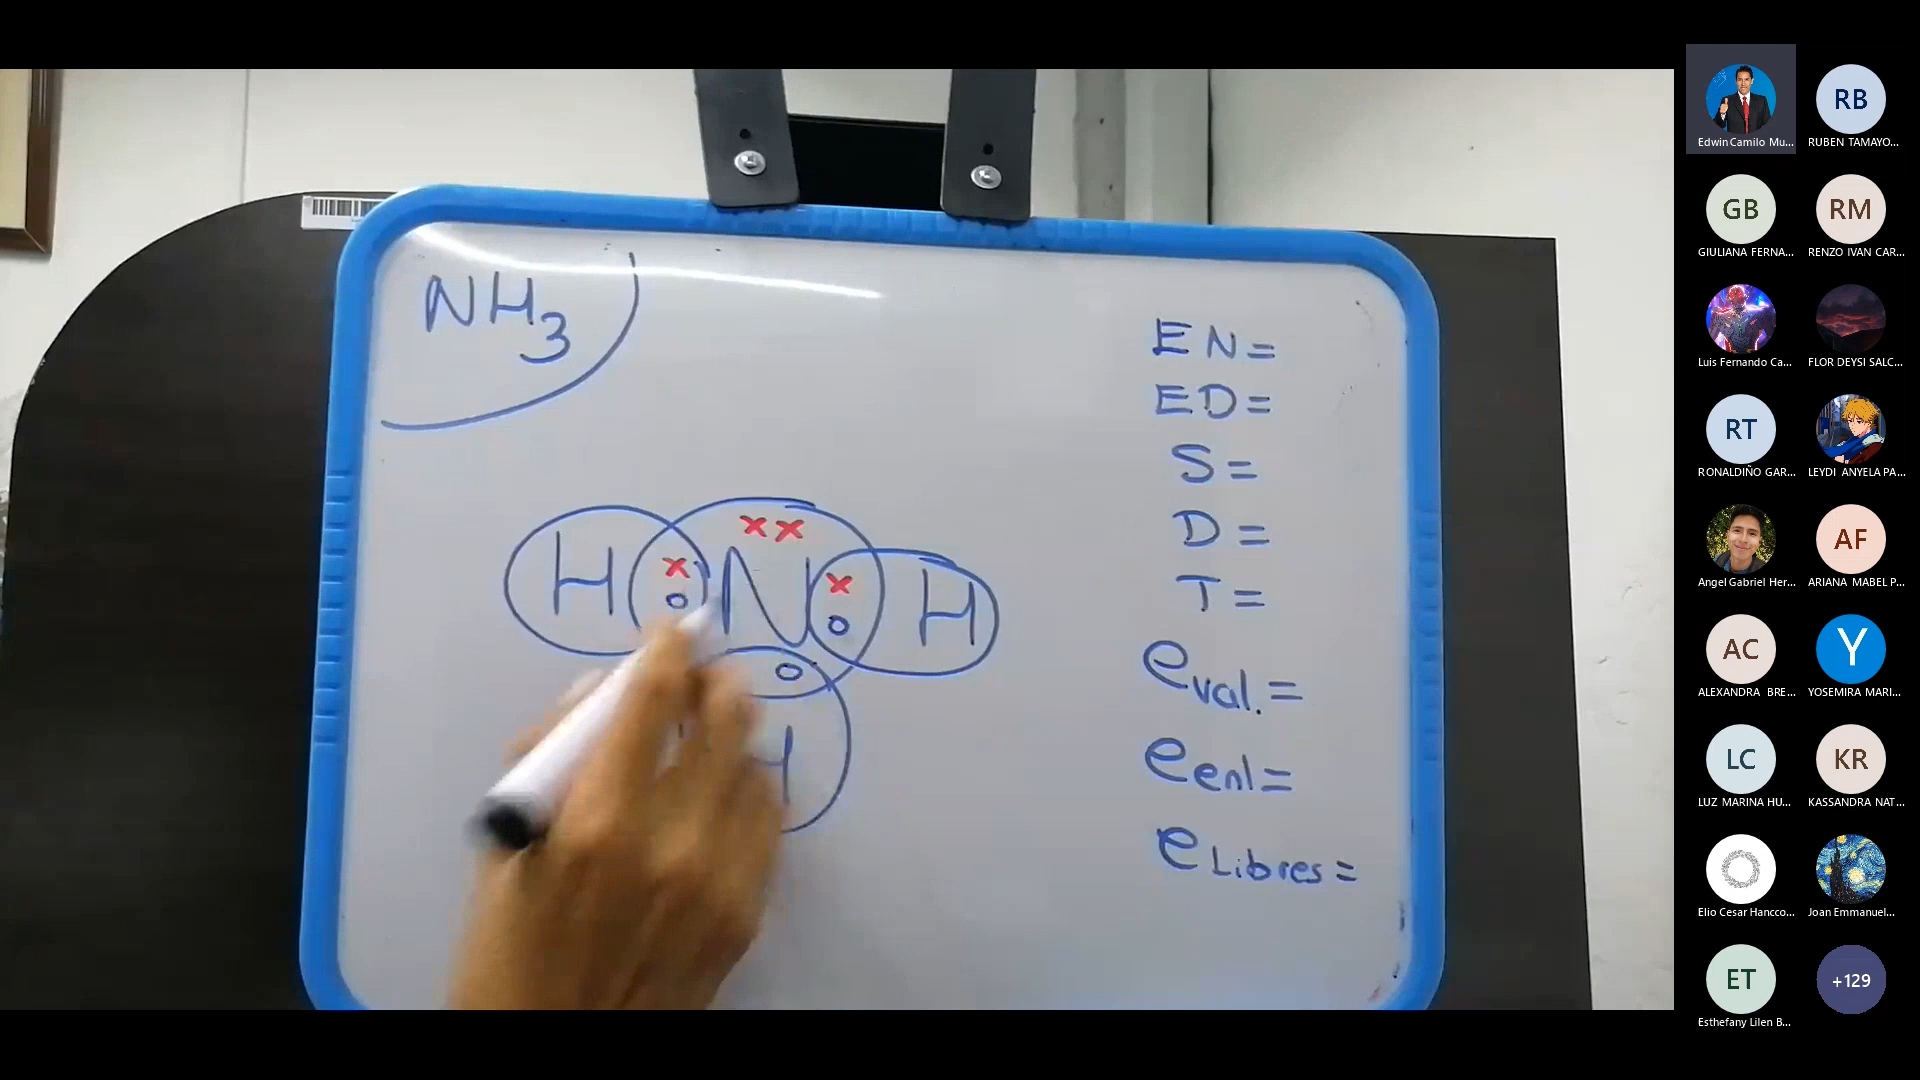 NH3
EN=
ED=
S=
D=
T=
eval.=
eenl=
eLibres=
xx
H x N x H
o o
o
H
Edwin Camilo Mu...
RB
RUBEN TAMAYO...
GB
GIULIANA FERNA...
RM
RENZO IVAN CAR...
Luis Fernando Ca...
FLOR DEYSI SALC...
RT
RONALDIÑO GAR...
LEYDI ANYELA PA...
Angel Gabriel Her...
AF
ARIANA MABEL P...
AC
ALEXANDRA BRE...
Y
YOSEMIRA MARI...
LC
LUZ MARINA HU...
KR
KASSANDRA NAT...
Elio Cesar Hancco...
Joan Emmanuel...
ET
Esthefany Lilen B...
+129